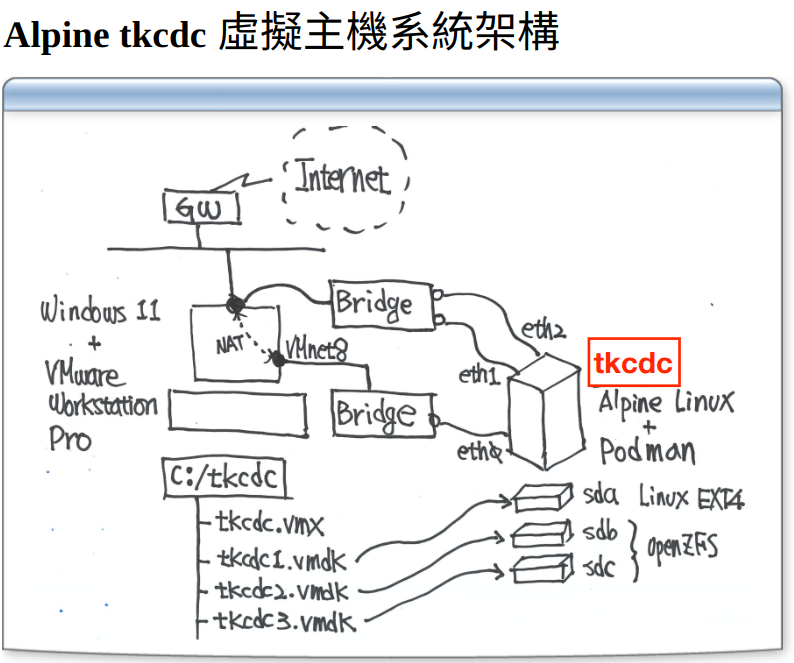 Alpine tkcdc 虛擬主機系統架構
Internet
GW
Windows 11
+
VMware
Workstation
Pro
NAT
VMnet8
Bridge
Bridge
eth2
eth1
eth0
tkcdc
Alpine Linux
+
Podman
C:/tkcdc
tkcdc.vmx
tkcdc1.vmdk
tkcdc2.vmdk
tkcdc3.vmdk
sda Linux EXT4
sdb
sdc
OpenZFS